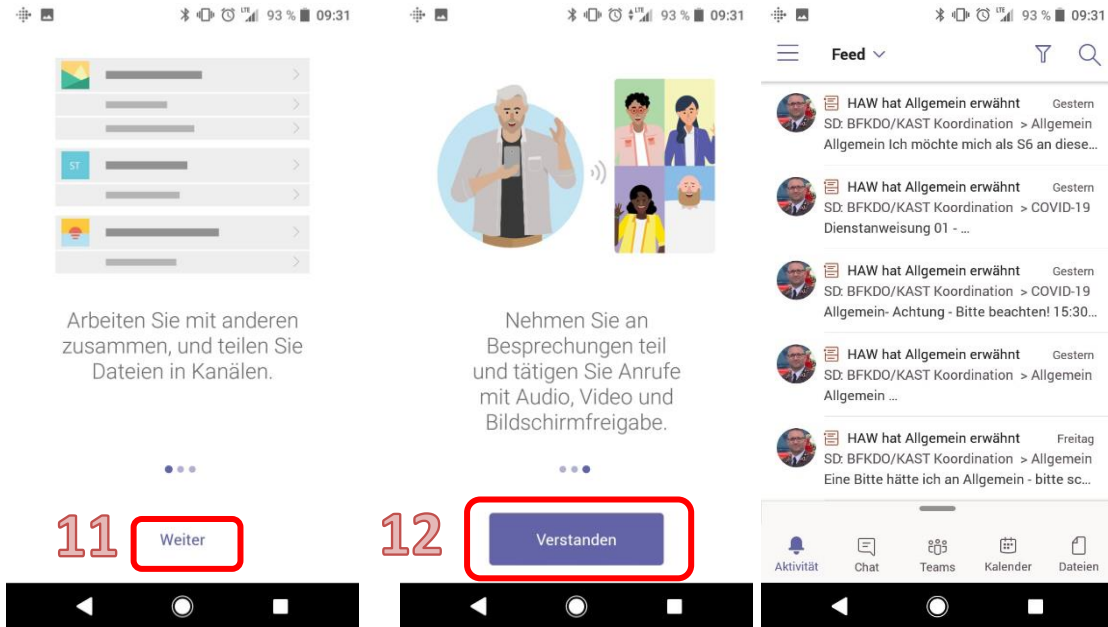 LTE 93 % 09:31
ST
Arbeiten Sie mit anderen
zusammen, und teilen Sie
Dateien in Kanälen.
11
Weiter
LTE 93 % 09:31
Nehmen Sie an
Besprechungen teil
und tätigen Sie Anrufe
mit Audio, Video und
Bildschirmfreigabe.
12
Verstanden
LTE 93 % 09:31
Feed
HAW hat Allgemein erwähnt Gestern
SD: BFKDO/KAST Koordination > Allgemein
Allgemein Ich möchte mich als S6 an diese...
HAW hat Allgemein erwähnt Gestern
SD: BFKDO/KAST Koordination > COVID-19
Dienstanweisung 01 - ...
HAW hat Allgemein erwähnt Gestern
SD: BFKDO/KAST Koordination > COVID-19
Allgemein- Achtung - Bitte beachten! 15:30...
HAW hat Allgemein erwähnt Gestern
SD: BFKDO/KAST Koordination > Allgemein
Allgemein ...
HAW hat Allgemein erwähnt Freitag
SD: BFKDO/KAST Koordination > Allgemein
Eine Bitte hätte ich an Allgemein - bitte sc...
Aktivität Chat Teams Kalender Dateien